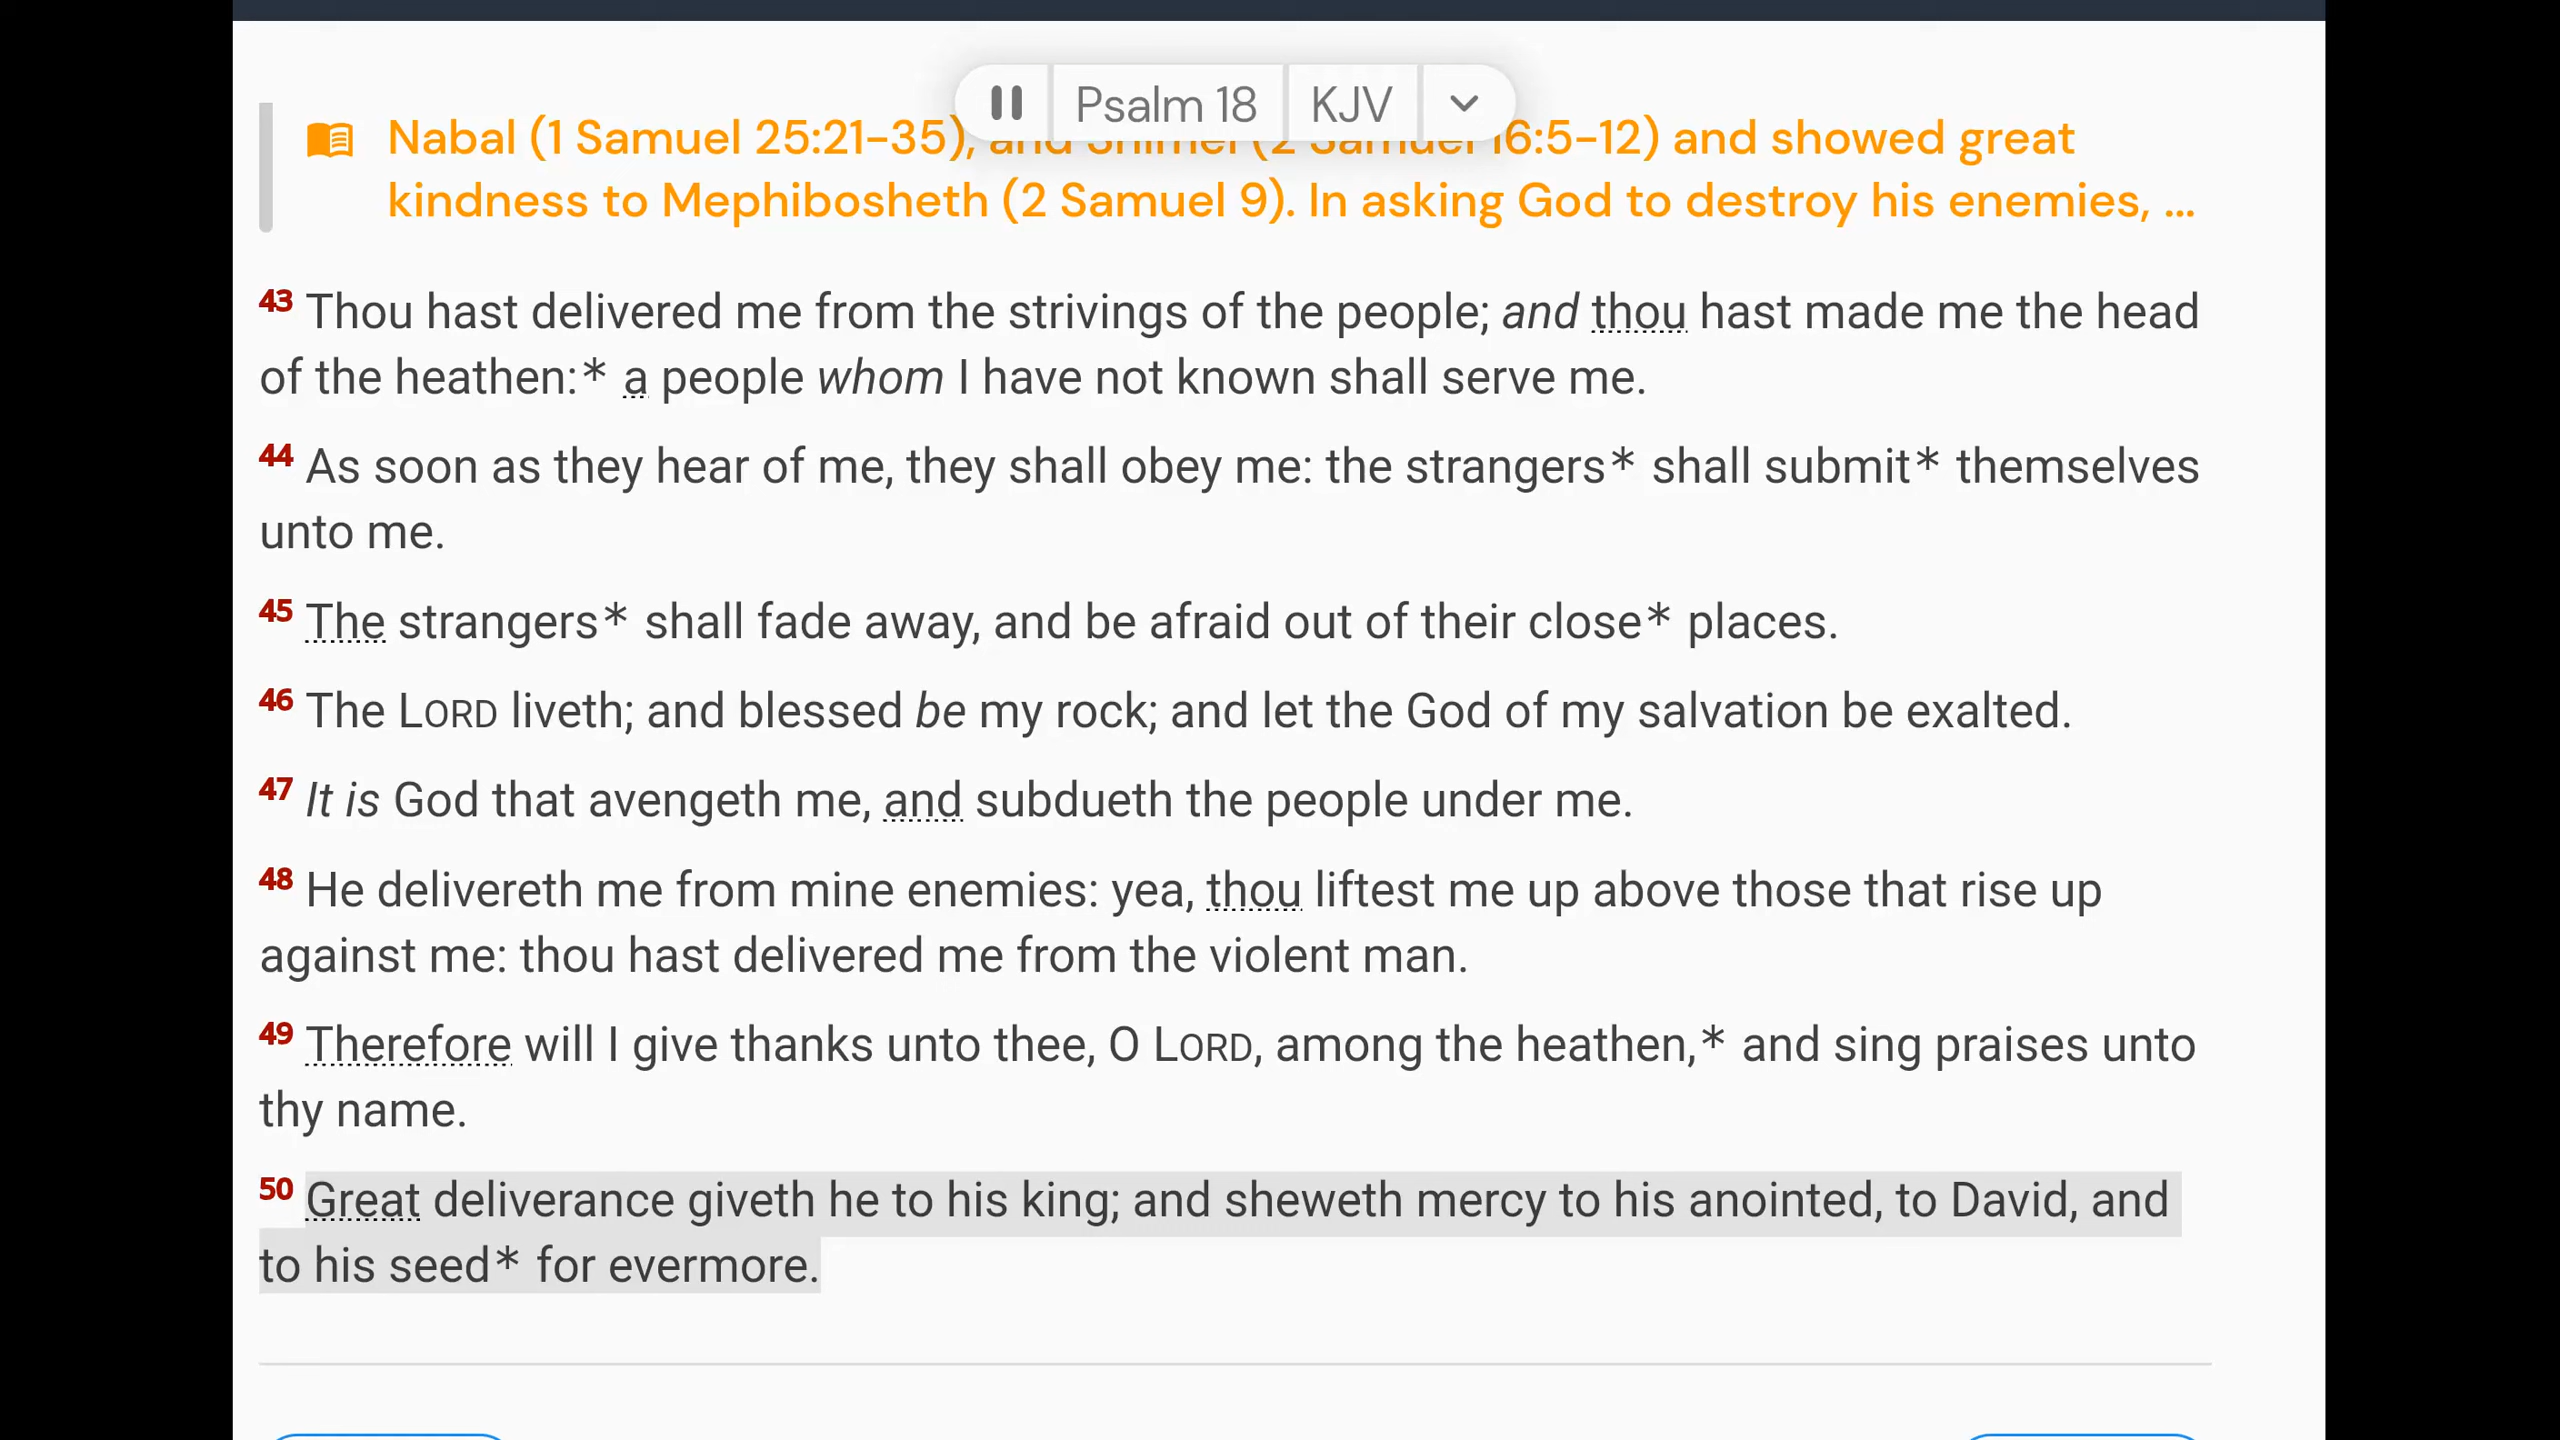 Psalm 18 KJV
Nabal (1 Samuel 25:21–35), and Shimei (2 Samuel 16:5–12) and showed great
kindness to Mephibosheth (2 Samuel 9). In asking God to destroy his enemies, ...
43 Thou hast delivered me from the strivings of the people; and thou hast made me the head
of the heathen:* a people whom I have not known shall serve me.
44 As soon as they hear of me, they shall obey me: the strangers* shall submit* themselves
unto me.
45 The strangers* shall fade away, and be afraid out of their close* places.
46 The LORD liveth; and blessed be my rock; and let the God of my salvation be exalted.
47 It is God that avengeth me, and subdueth the people under me.
48 He delivereth me from mine enemies: yea, thou liftest me up above those that rise up
against me: thou hast delivered me from the violent man.
49 Therefore will I give thanks unto thee, O LORD, among the heathen,* and sing praises unto
thy name.
50 Great deliverance giveth he to his king; and sheweth mercy to his anointed, to David, and
to his seed* for evermore.